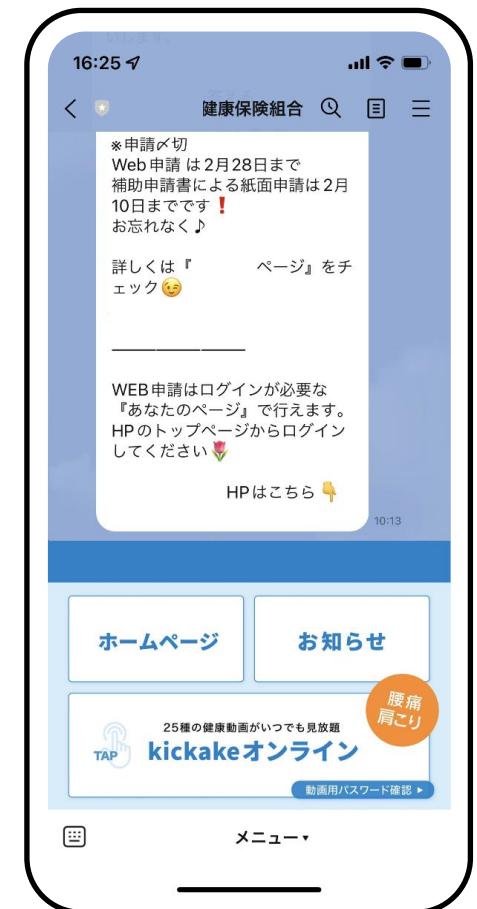 16:25
健康保険組合
※申請〆切
Web申請 は2月28日まで
補助申請書による紙面申請は2月
10日までです❗
お忘れなく♪
詳しくは『 ページ』をチ
ェック😉
WEB申請はログインが必要な
『あなたのページ』で行えます。
HPのトップページからログイン
してください🌷
HPはこちら👇
10:13
ホームページ
お知らせ
腰痛
肩こり
25種の健康動画がいつでも見放題
TAP
kickakeオンライン
動画用パスワード確認 ▶
メニュー▾